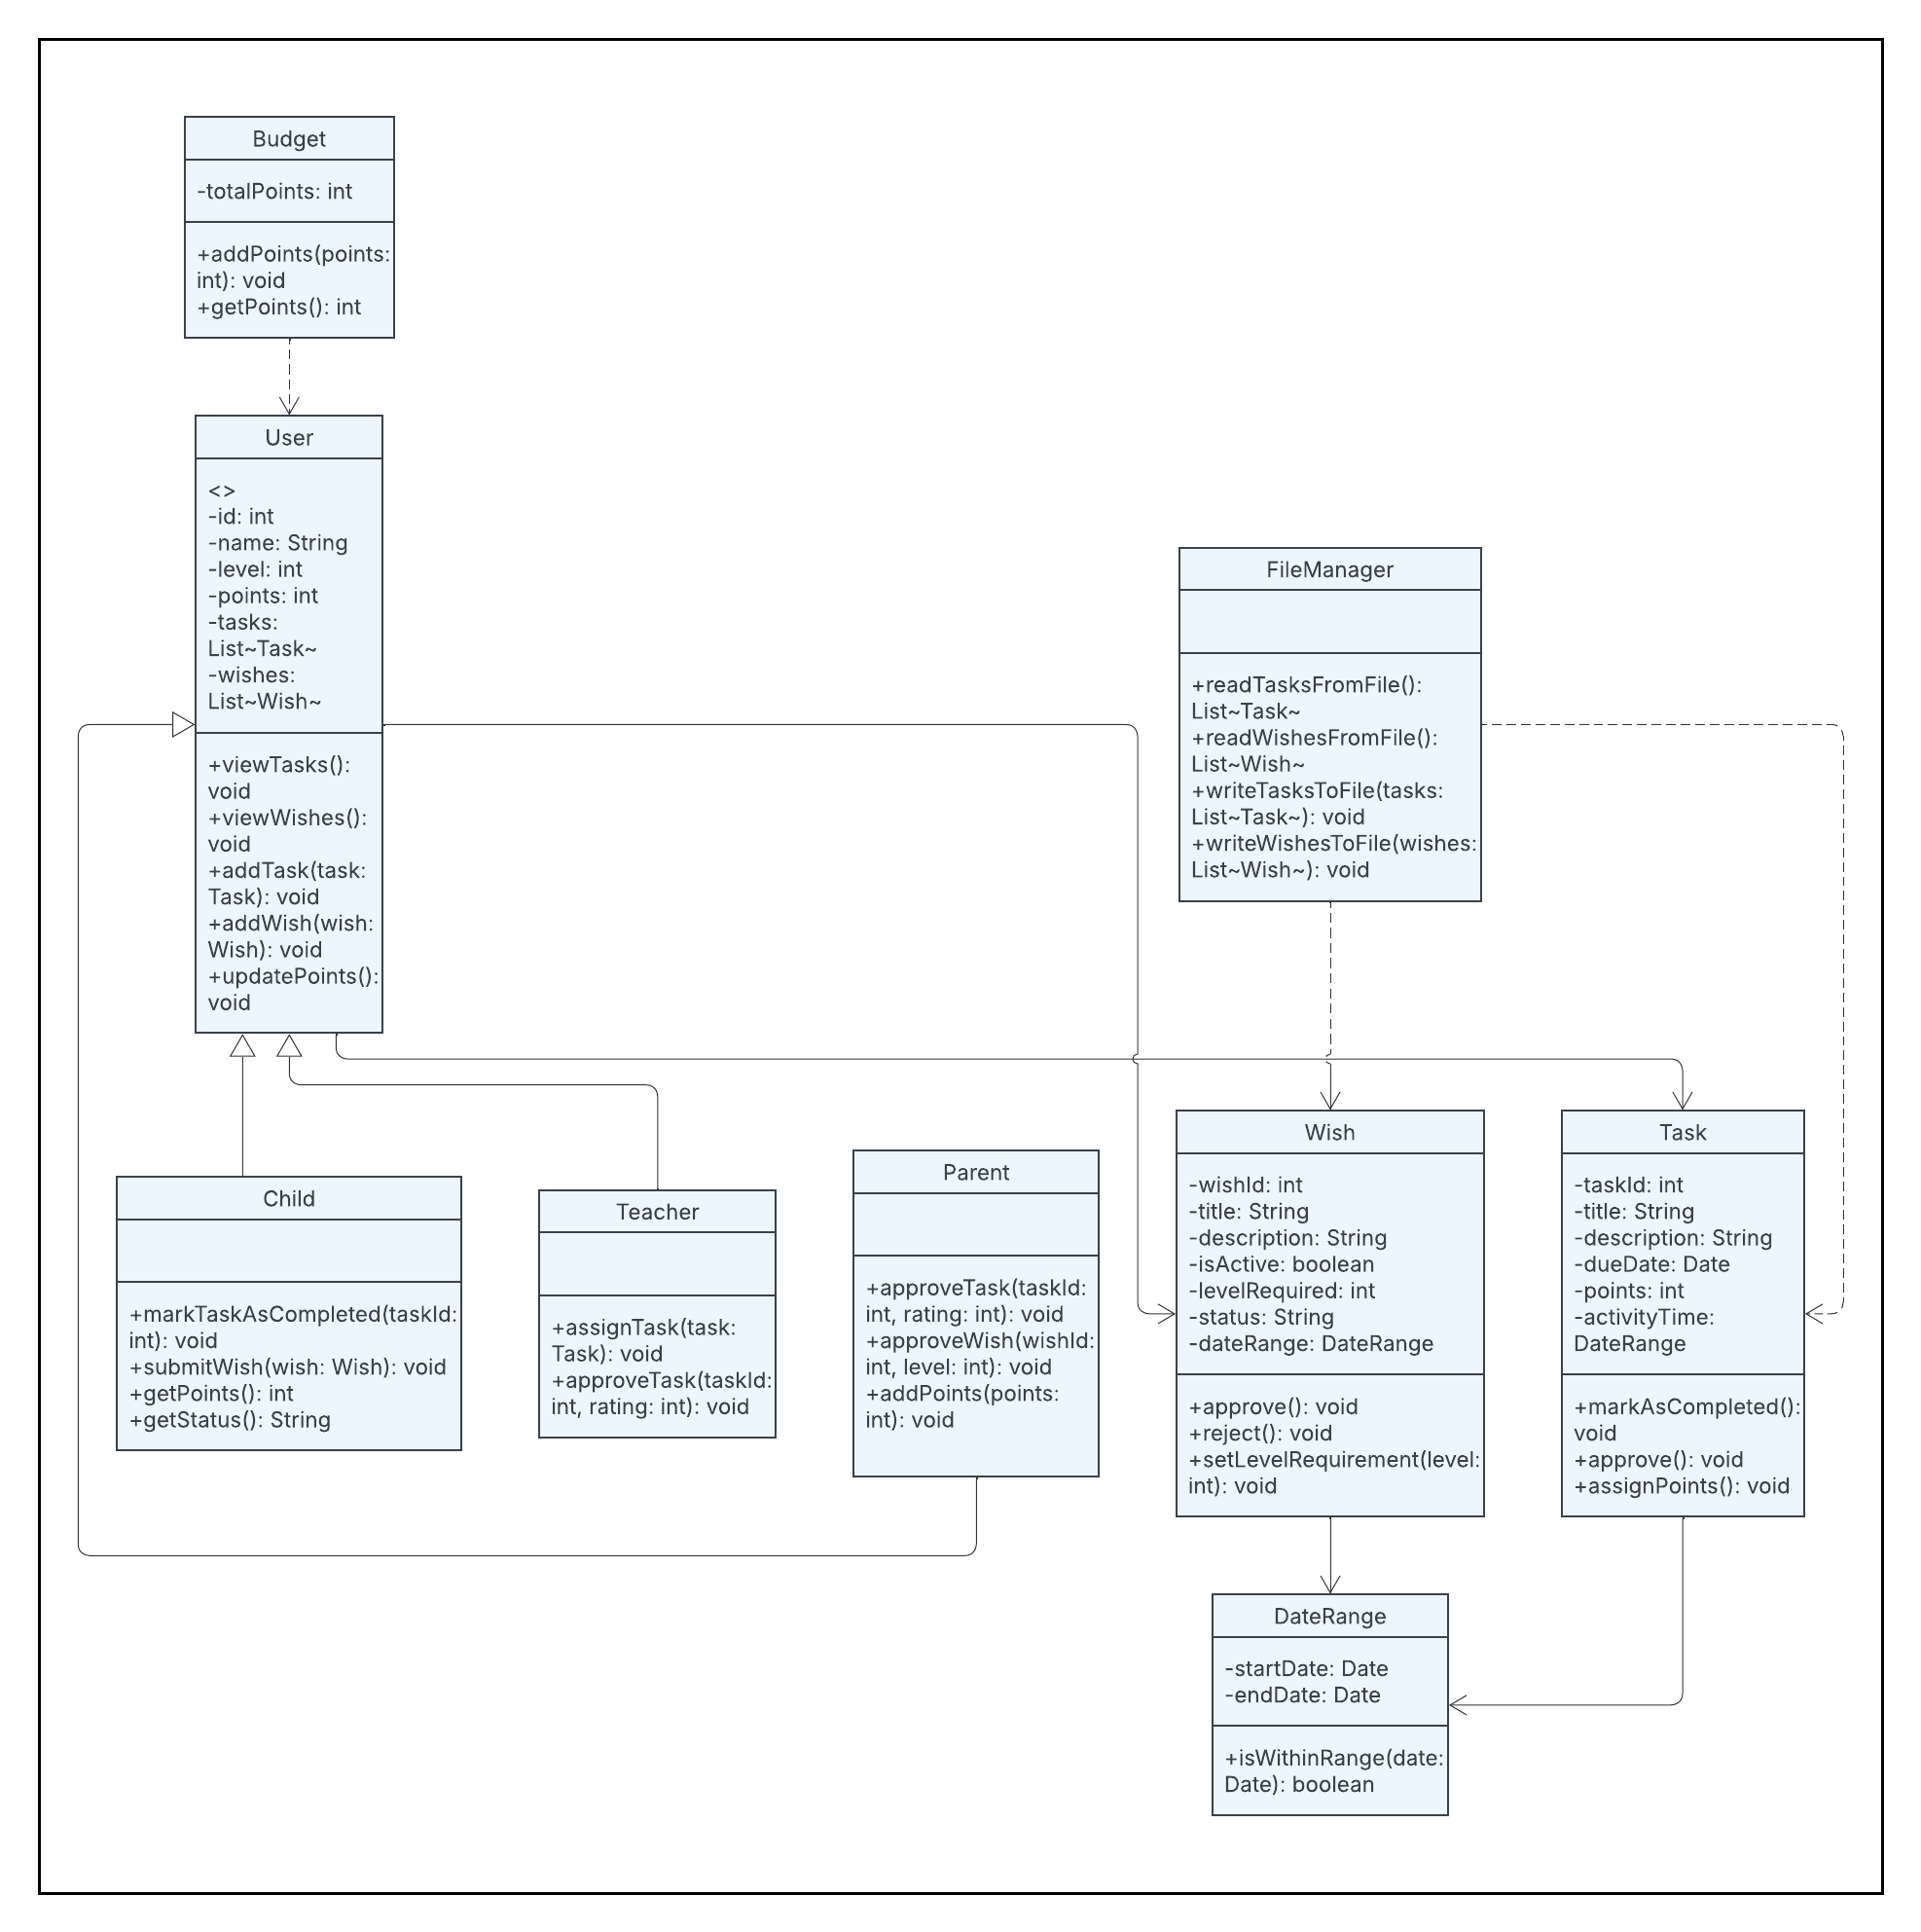 Budget
-totalPoints: int
+addPoints(points:
int): void
+getPoints(): int
User
<>
-id: int
-name: String
-level: int
-points: int
-tasks:
List~Task~
-wishes:
List~Wish~
+viewTasks():
void
+viewWishes():
void
+addTask(task:
Task): void
+addWish(wish:
Wish): void
+updatePoints():
void
FileManager
+readTasksFromFile():
List~Task~
+readWishesFromFile():
List~Wish~
+writeTasksToFile(tasks:
List~Task~): void
+writeWishesToFile(wishes:
List~Wish~): void
Child
+markTaskAsCompleted(taskId:
int): void
+submitWish(wish: Wish): void
+getPoints(): int
+getStatus(): String
Teacher
+assignTask(task:
Task): void
+approveTask(taskId:
int, rating: int): void
Parent
+approveTask(taskId:
int, rating: int): void
+approveWish(wishId:
int, level: int): void
+addPoints(points:
int): void
Wish
-wishId: int
-title: String
-description: String
-isActive: boolean
-levelRequired: int
-status: String
-dateRange: DateRange
+approve(): void
+reject(): void
+setLevelRequirement(level:
int): void
Task
-taskId: int
-title: String
-description: String
-dueDate: Date
-points: int
-activityTime:
DateRange
+markAsCompleted():
void
+approve(): void
+assignPoints(): void
DateRange
-startDate: Date
-endDate: Date
+isWithinRange(date:
Date): boolean